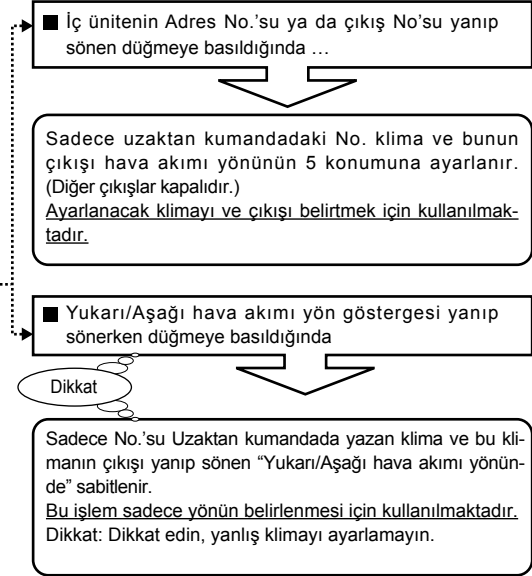 ■ İç ünitenin Adres No.'su ya da çıkış No'su yanıp
sönen düğmeye basıldığında …
Sadece uzaktan kumandadaki No. klima ve bunun
çıkışı hava akımı yönünün 5 konumuna ayarlanır.
(Diğer çıkışlar kapalıdır.)
Ayarlanacak klimayı ve çıkışı belirtmek için kullanılmak-
tadır.
■ Yukarı/Aşağı hava akımı yön göstergesi yanıp
sönerken düğmeye basıldığında
Dikkat
Sadece No.'su Uzaktan kumandada yazan klima ve bu kli-
manın çıkışı yanıp sönen “Yukarı/Aşağı hava akımı yönün-
de” sabitlenir.
Bu işlem sadece yönün belirlenmesi için kullanılmaktadır.
Dikkat: Dikkat edin, yanlış klimayı ayarlamayın.